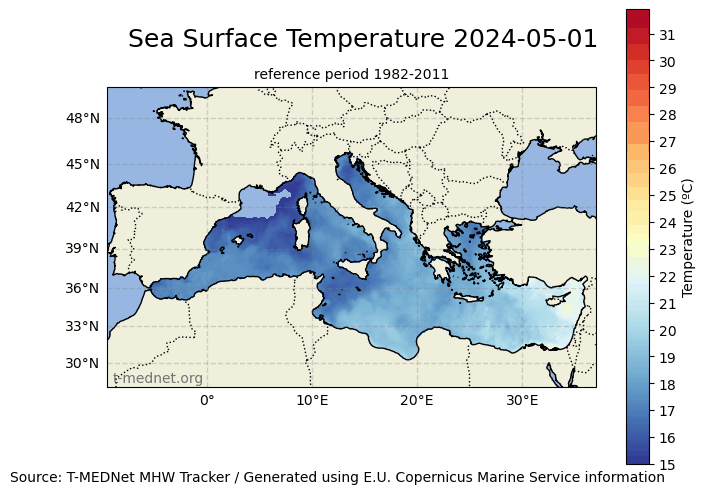 Sea Surface Temperature 2024-05-01
reference period 1982-2011
48°N
45°N
42°N
39°N
36°N
33°N
30°N
0°
10°E
20°E
30°E
t-mednet.org
31
30
29
28
27
26
25
24
23
22
21
20
19
18
17
16
15
Temperature (ºC)
Source: T-MEDNet MHW Tracker / Generated using E.U. Copernicus Marine Service information